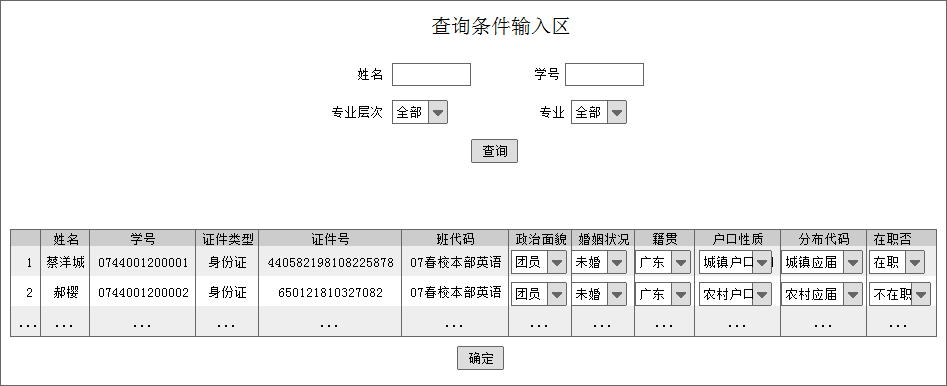 查询条件输入区
姓名 学号
专业层次 全部 专业 全部
查询
姓名 学号 证件类型 证件号 班代码 政治面貌 婚姻状况 籍贯 户口性质 分布代码 在职否
1 蔡洋城 0744001200001 身份证 440582198108225878 07春校本部英语 团员 未婚 广东 城镇户口 城镇应届 在职
2 郝樱 0744001200002 身份证 650121810327082 07春校本部英语 团员 未婚 广东 农村户口 农村应届 不在职
... ... ... ... ... ... ... ... ... ... ... ...
确定